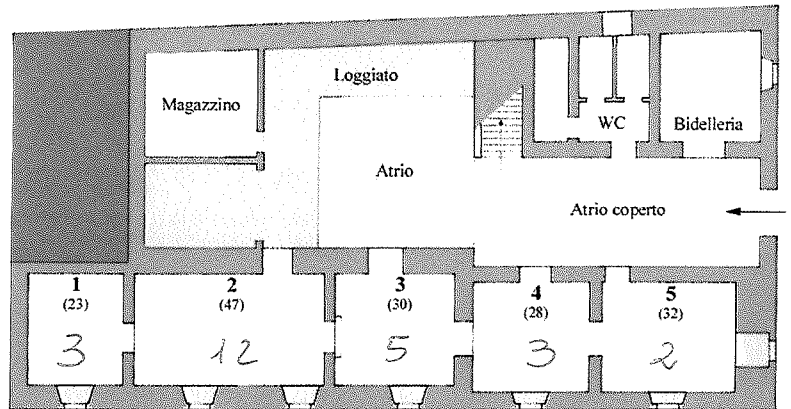 Loggiato
Magazzino
WC
Bidelleria
Atrio
Atrio coperto
1 2 3 4 5
(23) (47) (30) (28) (32)
3 12 5 3 2